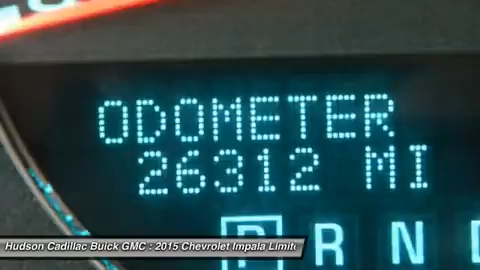 ODOMETER
26312 MI
P R N
Hudson Cadillac Buick GMC : 2015 Chevrolet Impala Limit